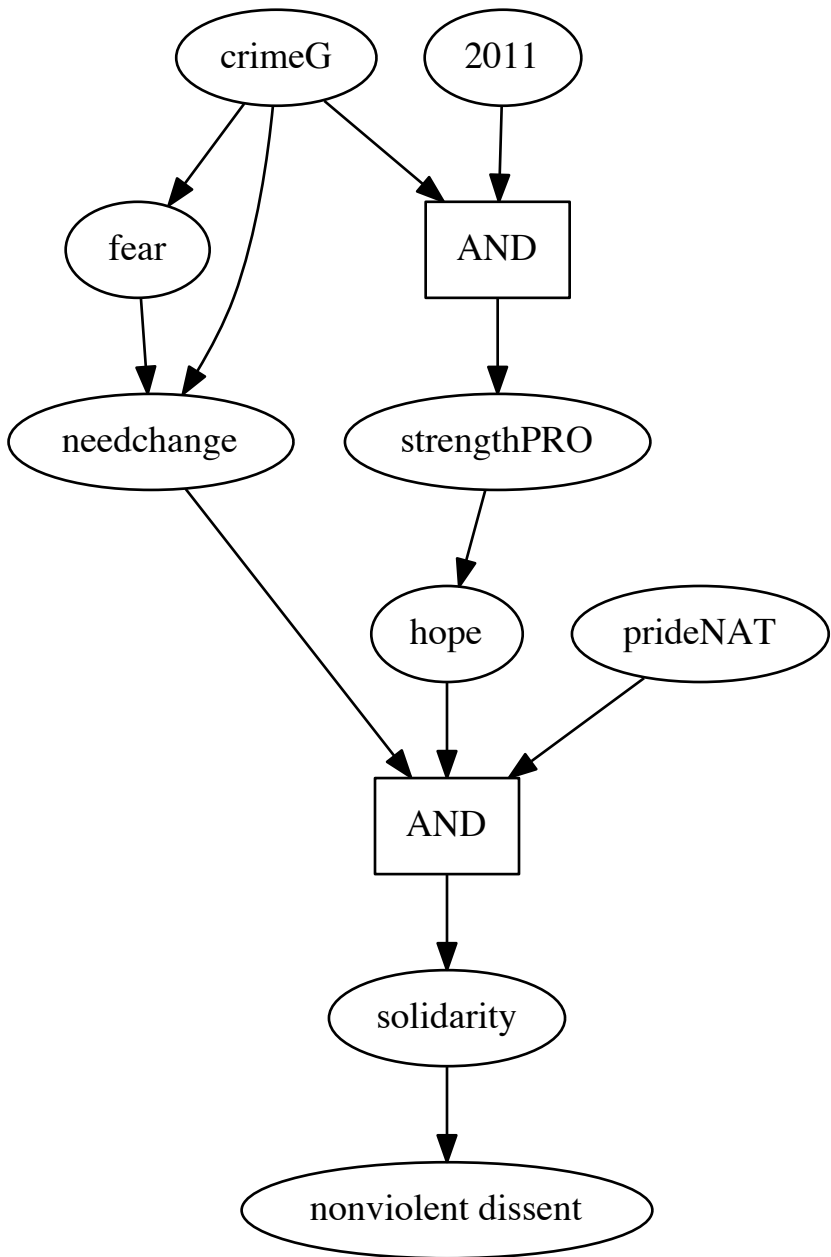 crimeG
2011
fear
AND
needchange
strengthPRO
hope
prideNAT
AND
solidarity
nonviolent dissent